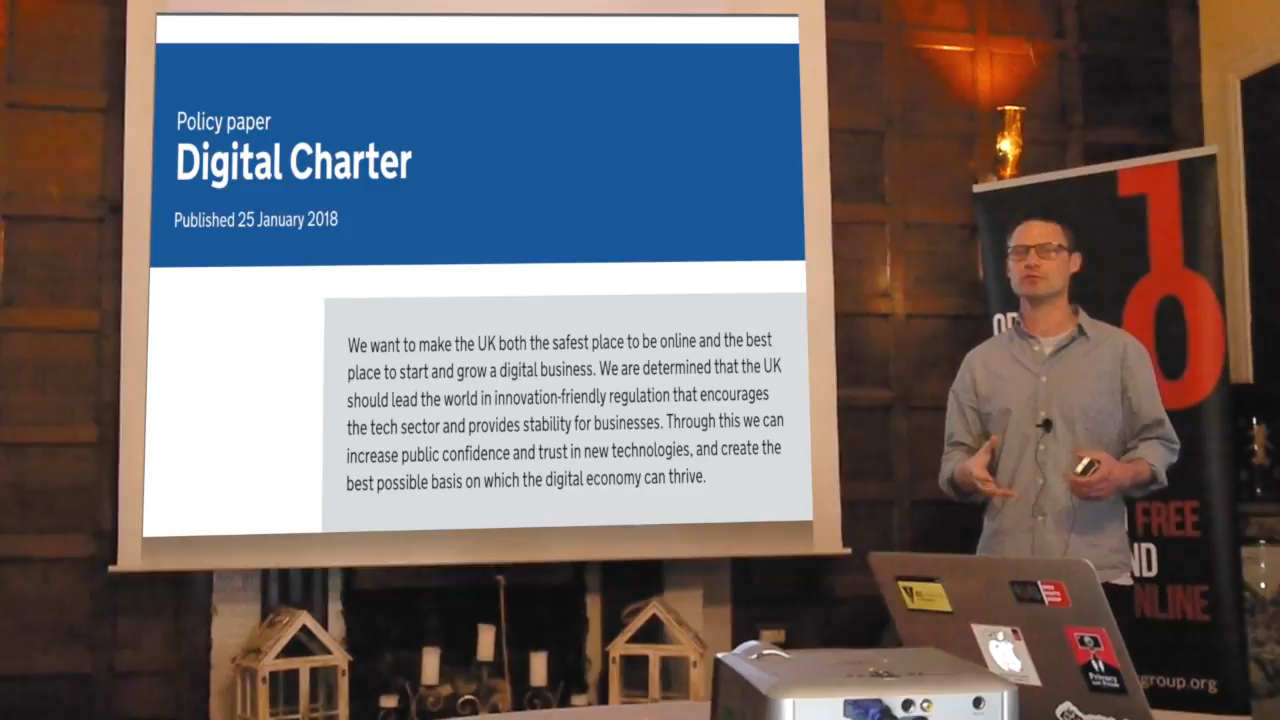 Policy paper
Digital Charter
Published 25 January 2018
We want to make the UK both the safest place to be online and the best
place to start and grow a digital business. We are determined that the UK
should lead the world in innovation-friendly regulation that encourages
the tech sector and provides stability for businesses. Through this we can
increase public confidence and trust in new technologies, and create the
best possible basis on which the digital economy can thrive.
10
FREE
ND
NLINE
group.org
Privacy